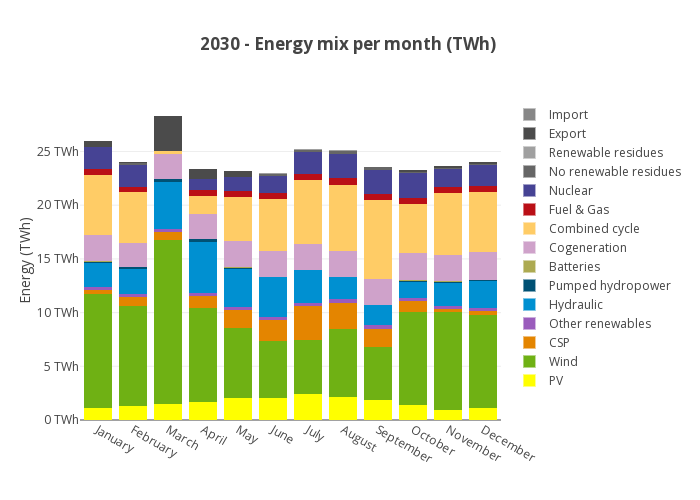 2030 - Energy mix per month (TWh)
Energy (TWh)
25 TWh
20 TWh
15 TWh
10 TWh
5 TWh
0 TWh
January
February
March
April
May
June
July
August
September
October
November
December
Import
Export
Renewable residues
No renewable residues
Nuclear
Fuel & Gas
Combined cycle
Cogeneration
Batteries
Pumped hydropower
Hydraulic
Other renewables
CSP
Wind
PV